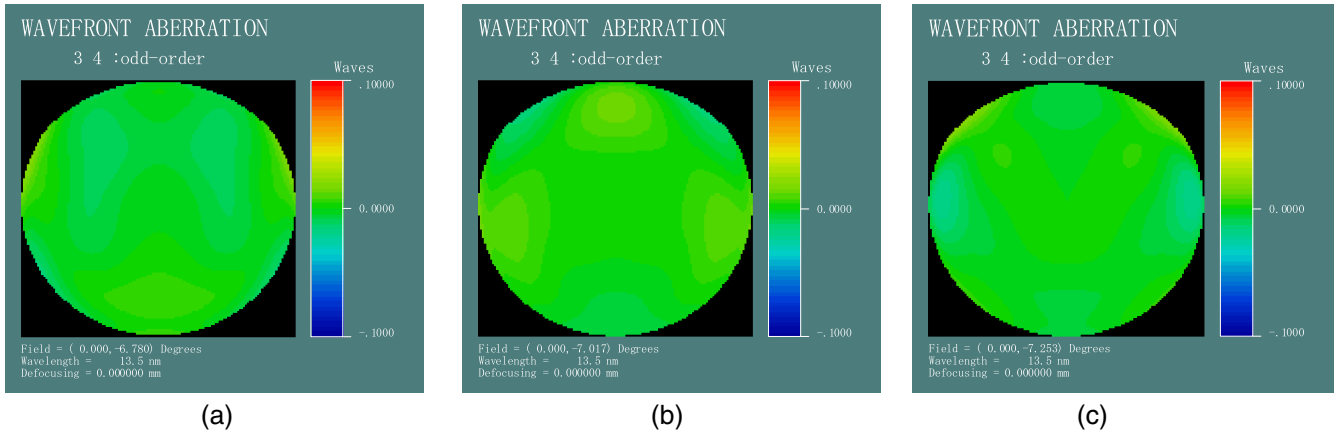 WAVEFRONT ABERRATION
3 4 :odd-order
Waves
.1000
0.0000
-.1000
Field = ( 0.000,-6.780) Degrees
Wavelength = 13.5 nm
Defocusing = 0.000000 mm
(a)
WAVEFRONT ABERRATION
3 4 :odd-order
Waves
.1000
0.0000
-.1000
Field = ( 0.000,-7.017) Degrees
Wavelength = 13.5 nm
Defocusing = 0.000000 mm
(b)
WAVEFRONT ABERRATION
3 4 :odd-order
Waves
.1000
0.0000
-.1000
Field = ( 0.000,-7.253) Degrees
Wavelength = 13.5 nm
Defocusing = 0.000000 mm
(c)